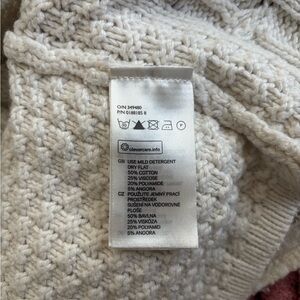 O/N 349480
P/N 0188185 8
clevercare.info
GB USE MILD DETERGENT
DRY FLAT
50% COTTON
25% VISCOSE
20% POLYAMIDE
5% ANGORA
CZ POUŽIJTE JEMNÝ PRACÍ
PROSTŘEDEK
SUŠENÍ NA VODOROVNÉ
PLOŠE
50% BAVLNA
25% VISKÓZA
20% POLYAMID
5% ANGORA